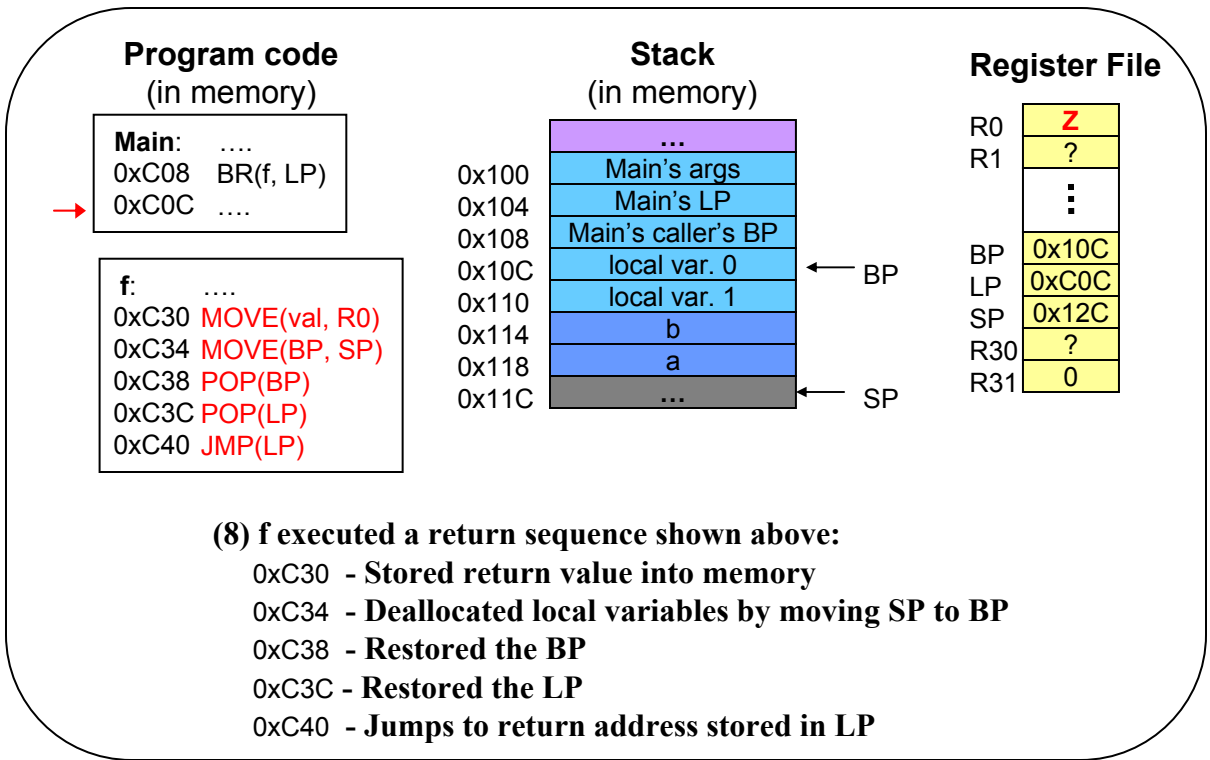 Program code
(in memory)
Main: ....
0xC08 BR(f, LP)
0xC0C ....
f: ....
0xC30 MOVE(val, R0)
0xC34 MOVE(BP, SP)
0xC38 POP(BP)
0xC3C POP(LP)
0xC40 JMP(LP)
Stack
(in memory)
...
0x100 Main's args
0x104 Main's LP
0x108 Main's caller's BP
0x10C local var. 0 BP
0x110 local var. 1
0x114 b
0x118 a
0x11C ... SP
Register File
R0 Z
R1 ?
⋮
BP 0x10C
LP 0xC0C
SP 0x12C
R30 ?
R31 0
(8) f executed a return sequence shown above:
0xC30 - Stored return value into memory
0xC34 - Deallocated local variables by moving SP to BP
0xC38 - Restored the BP
0xC3C - Restored the LP
0xC40 - Jumps to return address stored in LP